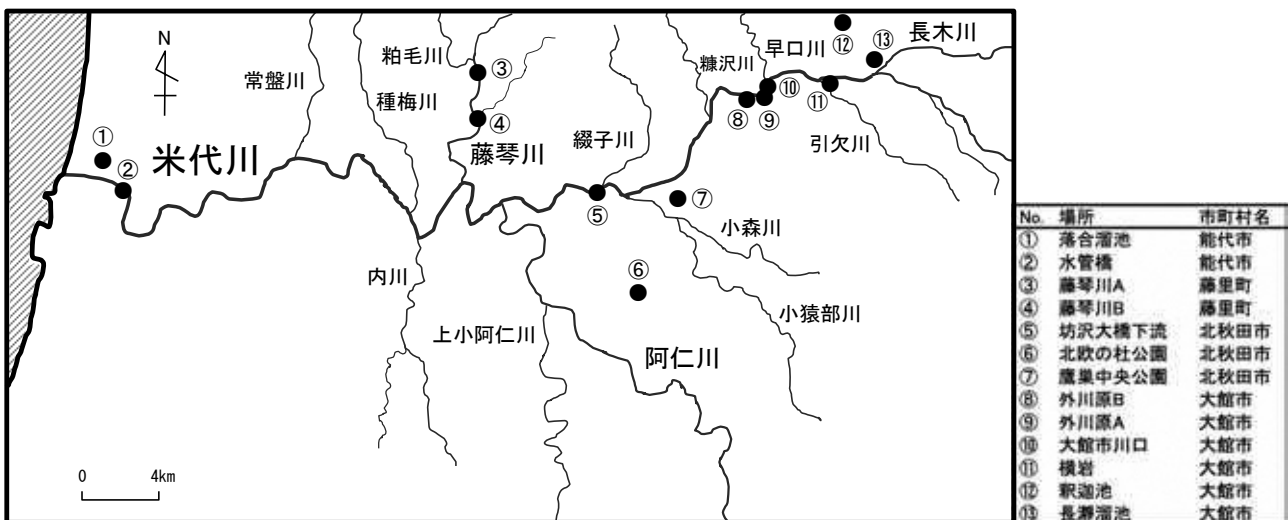 N
常盤川
粕毛川
種梅川
③
④
藤琴川
綴子川
糠沢川
早口川
⑫
⑬
長木川
⑩
⑧
⑨
⑪
引欠川
①
②
米代川
⑤
⑦
小森川
⑥
小猿部川
内川
上小阿仁川
阿仁川
0 4km
No. 場所 市町村名
① 落合溜池 能代市
② 水管橋 能代市
③ 藤琴川A 藤里町
④ 藤琴川B 藤里町
⑤ 坊沢大橋下流 北秋田市
⑥ 北欧の杜公園 北秋田市
⑦ 鷹巣中央公園 北秋田市
⑧ 外川原B 大館市
⑨ 外川原A 大館市
⑩ 大館市川口 大館市
⑪ 横岩 大館市
⑫ 釈迦池 大館市
⑬ 長瀞溜池 大館市